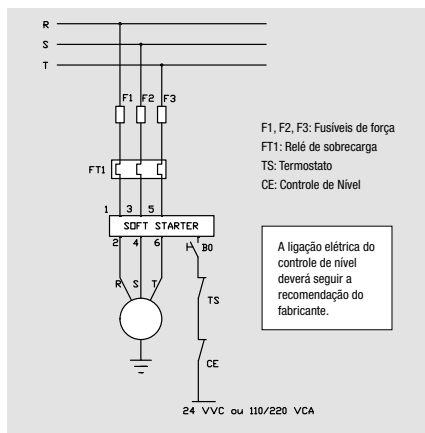 R
S
T
F1 F2 F3
F1, F2, F3: Fusíveis de força
FT1: Relé de sobrecarga
TS: Termostato
CE: Controle de Nível
FT1
1 3 5
SOFT STARTER
2 4 6
B0
R S T
TS
CE
A ligação elétrica do
controle de nível
deverá seguir a
recomendação do
fabricante.
24 VVC ou 110/220 VCA